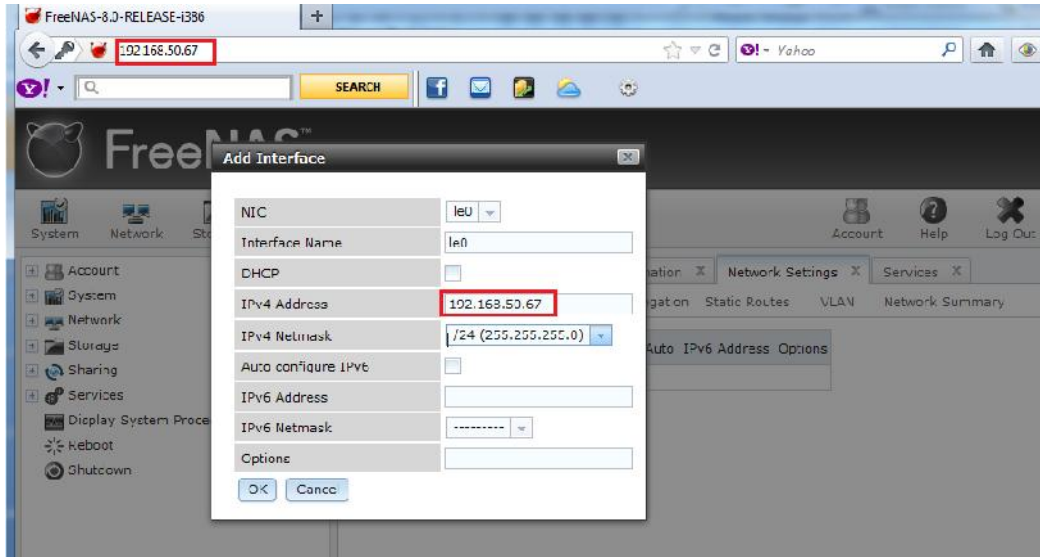 FreeNAS-8.0-RELEASE-i386
192.168.50.67
Yahoo
SEARCH
FreeNAS™
Add Interface
NIC le0
Interface Name le0
DHCP
IPv4 Address 192.168.50.67
IPv4 Netmask /24 (255.255.255.0)
Auto configure IPv6
IPv6 Address
IPv6 Netmask ---------
Options
OK Cancel
System Network
Account Help Log Out
Account
System
Network
Storage
Sharing
Services
Display System Proce
Reboot
Shutdown
Network Settings X Services X
Static Routes VLAN Network Summary
Auto IPv6 Address Options